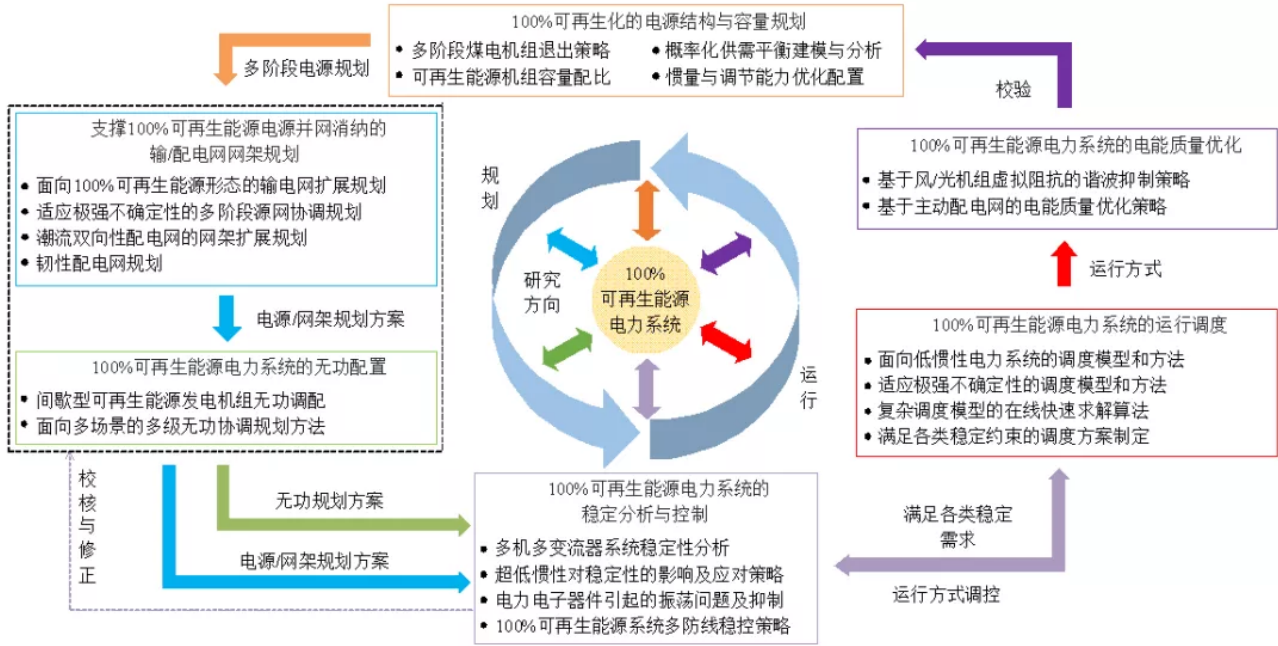 100%可再生化的电源结构与容量规划
• 多阶段煤电机组退出策略
• 概率化供需平衡建模与分析
• 可再生能源机组容量配比
• 惯量与调节能力优化配置
多阶段电源规划
支撑100%可再生能源电源并网消纳的
输/配电网网架规划
• 面向100%可再生能源形态的输电网扩展规划
• 适应极强不确定性的多阶段源网协调规划
• 潮流双向性配电网的网架扩展规划
• 韧性配电网规划
电源/网架规划方案
100%可再生能源电力系统的无功配置
• 间歇型可再生能源发电机组无功调配
• 面向多场景的多级无功协调规划方法
校核与修正
无功规划方案
电源/网架规划方案
规划
研究
方向
100%
可再生能源
电力系统
运行
100%可再生能源电力系统的
稳定分析与控制
• 多机多变流器系统稳定性分析
• 超低惯性对稳定性的影响及应对策略
• 电力电子器件引起的振荡问题及抑制
• 100%可再生能源系统多防线稳控策略
满足各类稳定
需求
运行方式调控
100%可再生能源电力系统的运行调度
• 面向低惯性电力系统的调度模型和方法
• 适应极强不确定性的调度模型和方法
• 复杂调度模型的在线快速求解算法
• 满足各类稳定约束的调度方案制定
运行方式
100%可再生能源电力系统的电能质量优化
• 基于风/光机组虚拟阻抗的谐波抑制策略
• 基于主动配电网的电能质量优化策略
校验